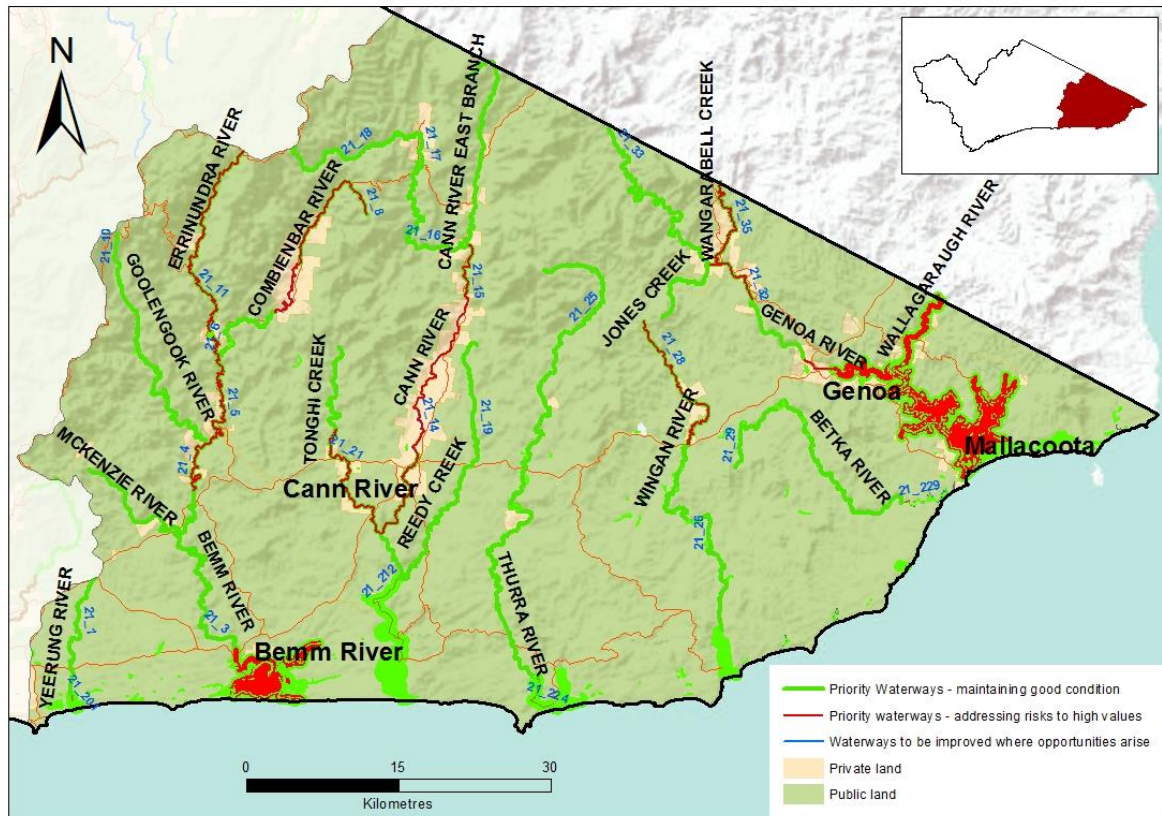 N
ERRINUNDRA RIVER
21_18
21_17
CANN RIVER EAST BRANCH
21_33
WANGARABELL CREEK
21_35
WALLAGARAUGH RIVER
21_10
COMBIENBAR RIVER
21_8
21_16
GOOLENGOOK RIVER
21_11
21_15
21_25
JONES CREEK
21_32
GENOA RIVER
21_6
CANN RIVER
21_28
Genoa
21_5
TONGHI CREEK
21_14
21_19
WINGAN RIVER
21_29
BETKA RIVER
Mallacoota
MCKENZIE RIVER
21_4
21_21
Cann River
REEDY CREEK
21_229
21_26
BEMM RIVER
21_212
THURRA RIVER
YEERUNG RIVER
21_1
21_3
Bemm River
21_201
21_224
0 15 30
Kilometres
Priority Waterways - maintaining good condition
Priority waterways - addressing risks to high values
Waterways to be improved where opportunities arise
Private land
Public land